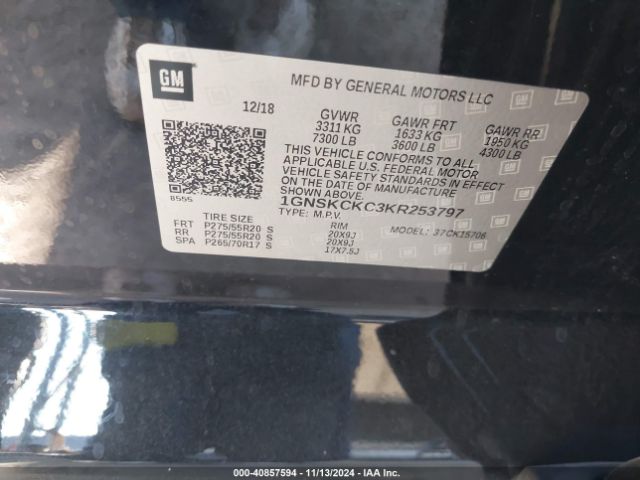 GM
MFD BY GENERAL MOTORS LLC
12/18
GVWR GAWR FRT GAWR RR
3311 KG 1633 KG 1950 KG
7300 LB 3600 LB 4300 LB
THIS VEHICLE CONFORMS TO ALL
APPLICABLE U.S. FEDERAL MOTOR
VEHICLE SAFETY STANDARDS IN EFFECT
ON THE DATE OF MANUFACTURE
SHOWN ABOVE.
8555
1GNSKCKC3KR253797
TYPE: M.P.V. MODEL: 37CK15706
TIRE SIZE RIM
FRT P275/55R20 S 20X9J
RR P275/55R20 S 20X9J
SPA P265/70R17 S 17X7.5J
000-40857594 - 11/13/2024 - IAA Inc.